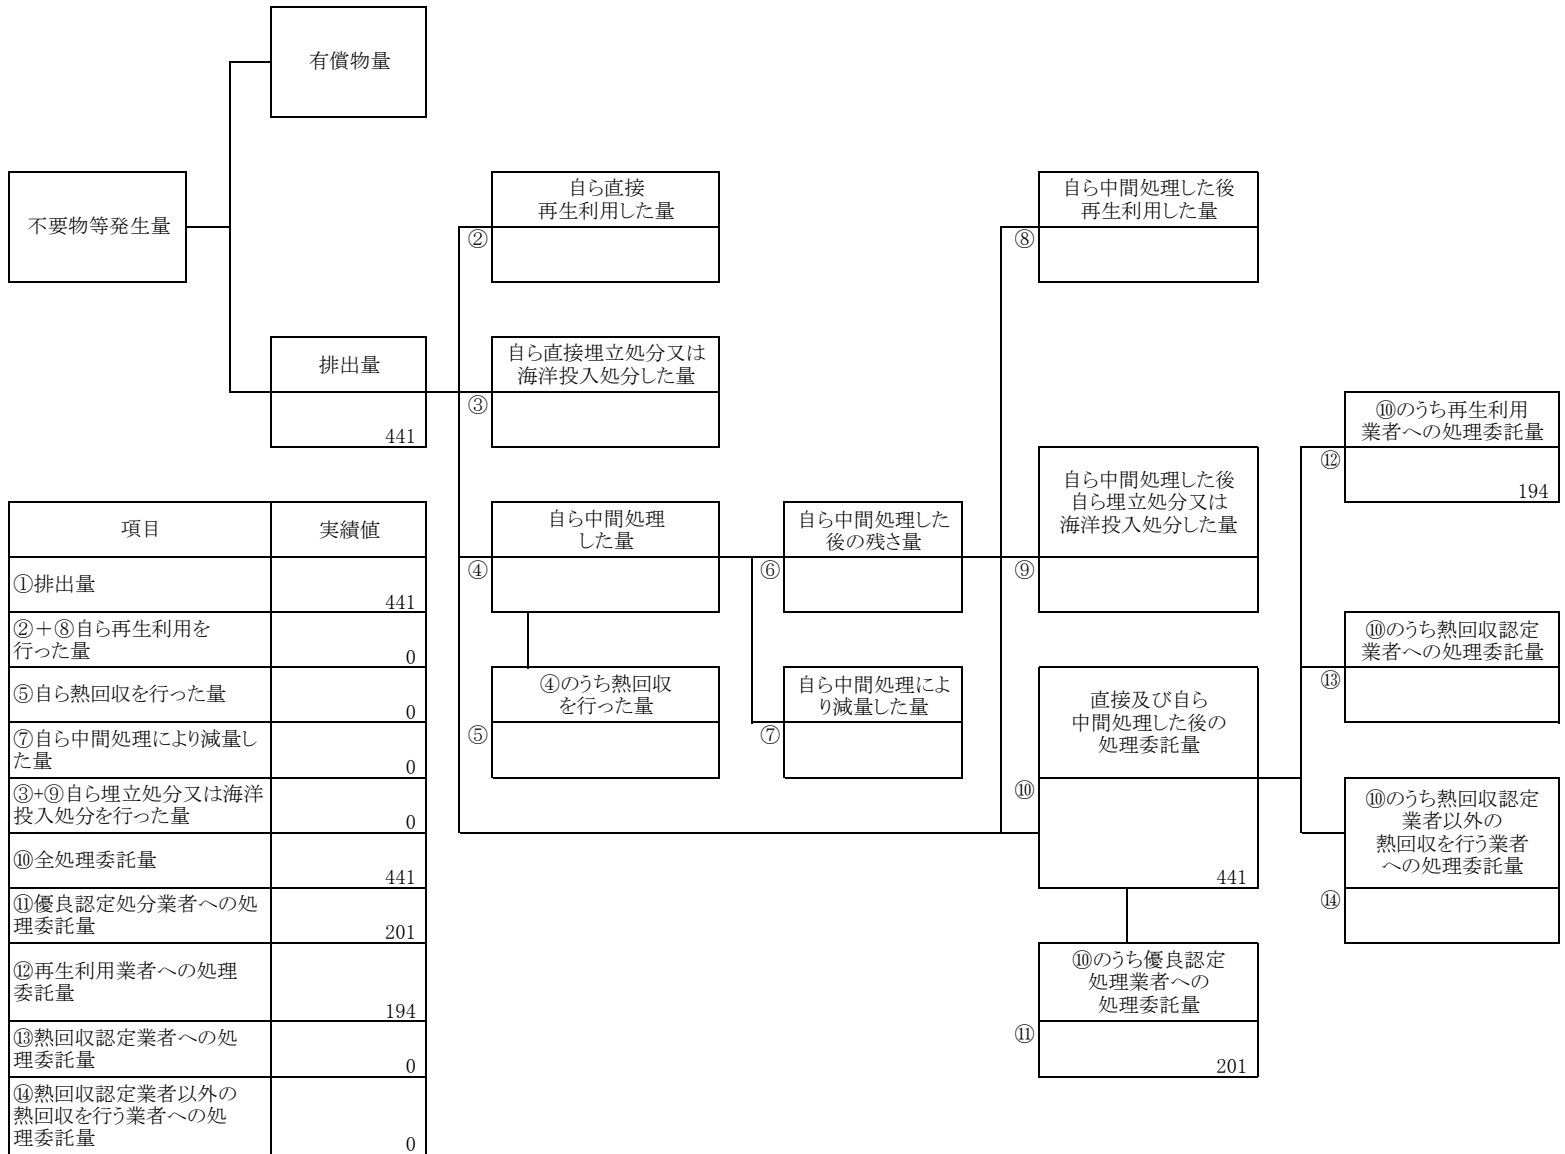 有償物量
不要物等発生量
自ら直接
再生利用した量
②
自ら中間処理した後
再生利用した量
⑧
排出量
441
自ら直接埋立処分又は
海洋投入処分した量
③
⑩のうち再生利用
業者への処理委託量
⑫
194
自ら中間処理
した量
④
自ら中間処理した
後の残さ量
⑥
自ら中間処理した後
自ら埋立処分又は
海洋投入処分した量
⑨
④のうち熱回収
を行った量
⑤
自ら中間処理によ
り減量した量
⑦
直接及び自ら
中間処理した後の
処理委託量
⑩
441
⑩のうち熱回収認定
業者への処理委託量
⑬
⑩のうち熱回収認定
業者以外の
熱回収を行う業者
への処理委託量
⑭
⑩のうち優良認定
処理業者への
処理委託量
⑪
201
項目 実績値
①排出量
441
②＋⑧自ら再生利用を
行った量
0
⑤自ら熱回収を行った量
0
⑦自ら中間処理により減量し
た量
0
③+⑨自ら埋立処分又は海洋
投入処分を行った量
0
⑩全処理委託量
441
⑪優良認定処分業者への処
理委託量
201
⑫再生利用業者への処理
委託量
194
⑬熱回収認定業者への処
理委託量
0
⑭熱回収認定業者以外の
熱回収を行う業者への処
理委託量
0